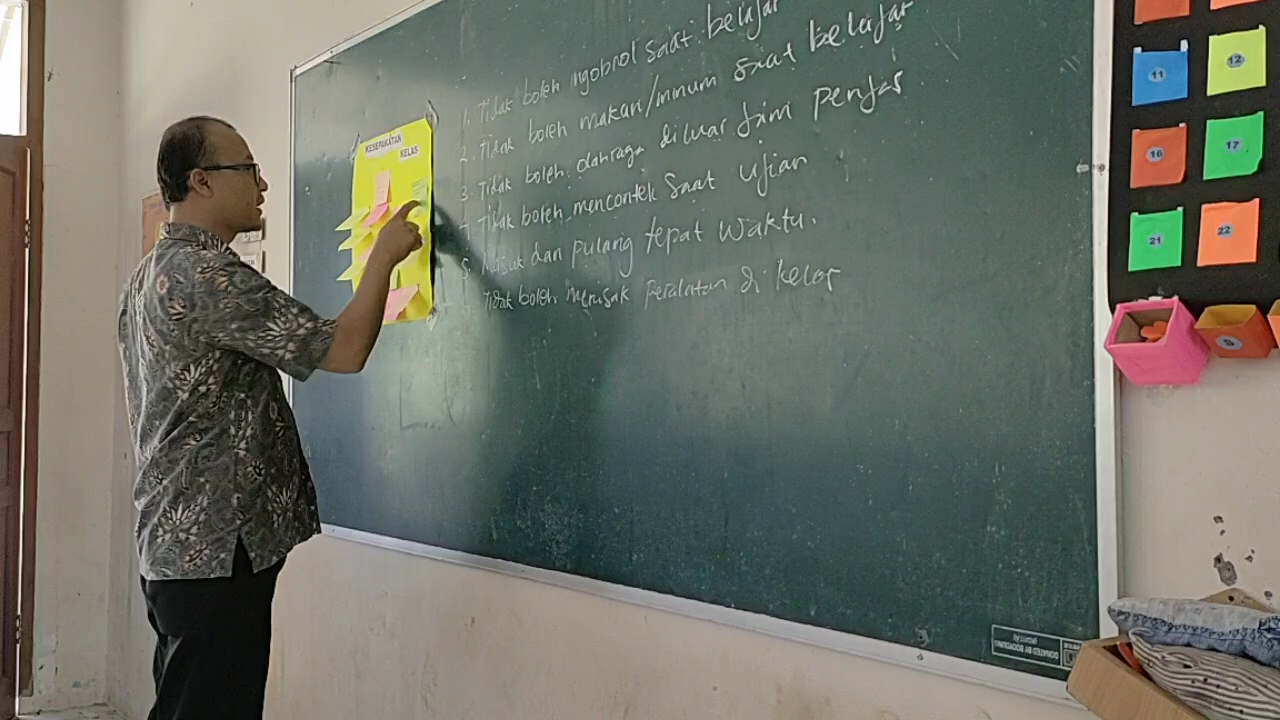 KESEPAKATAN
KELAS
1. Tidak boleh ngobrol saat belajar
2. Tidak boleh makan/minum saat belajar
3. Tidak boleh olahraga diluar jam penjas
4. Tidak boleh mencontek saat ujian
5. Masuk dan pulang tepat waktu.
Tidak boleh merusak peralatan di kelas
11
12
16
17
21
22
DONATED BY